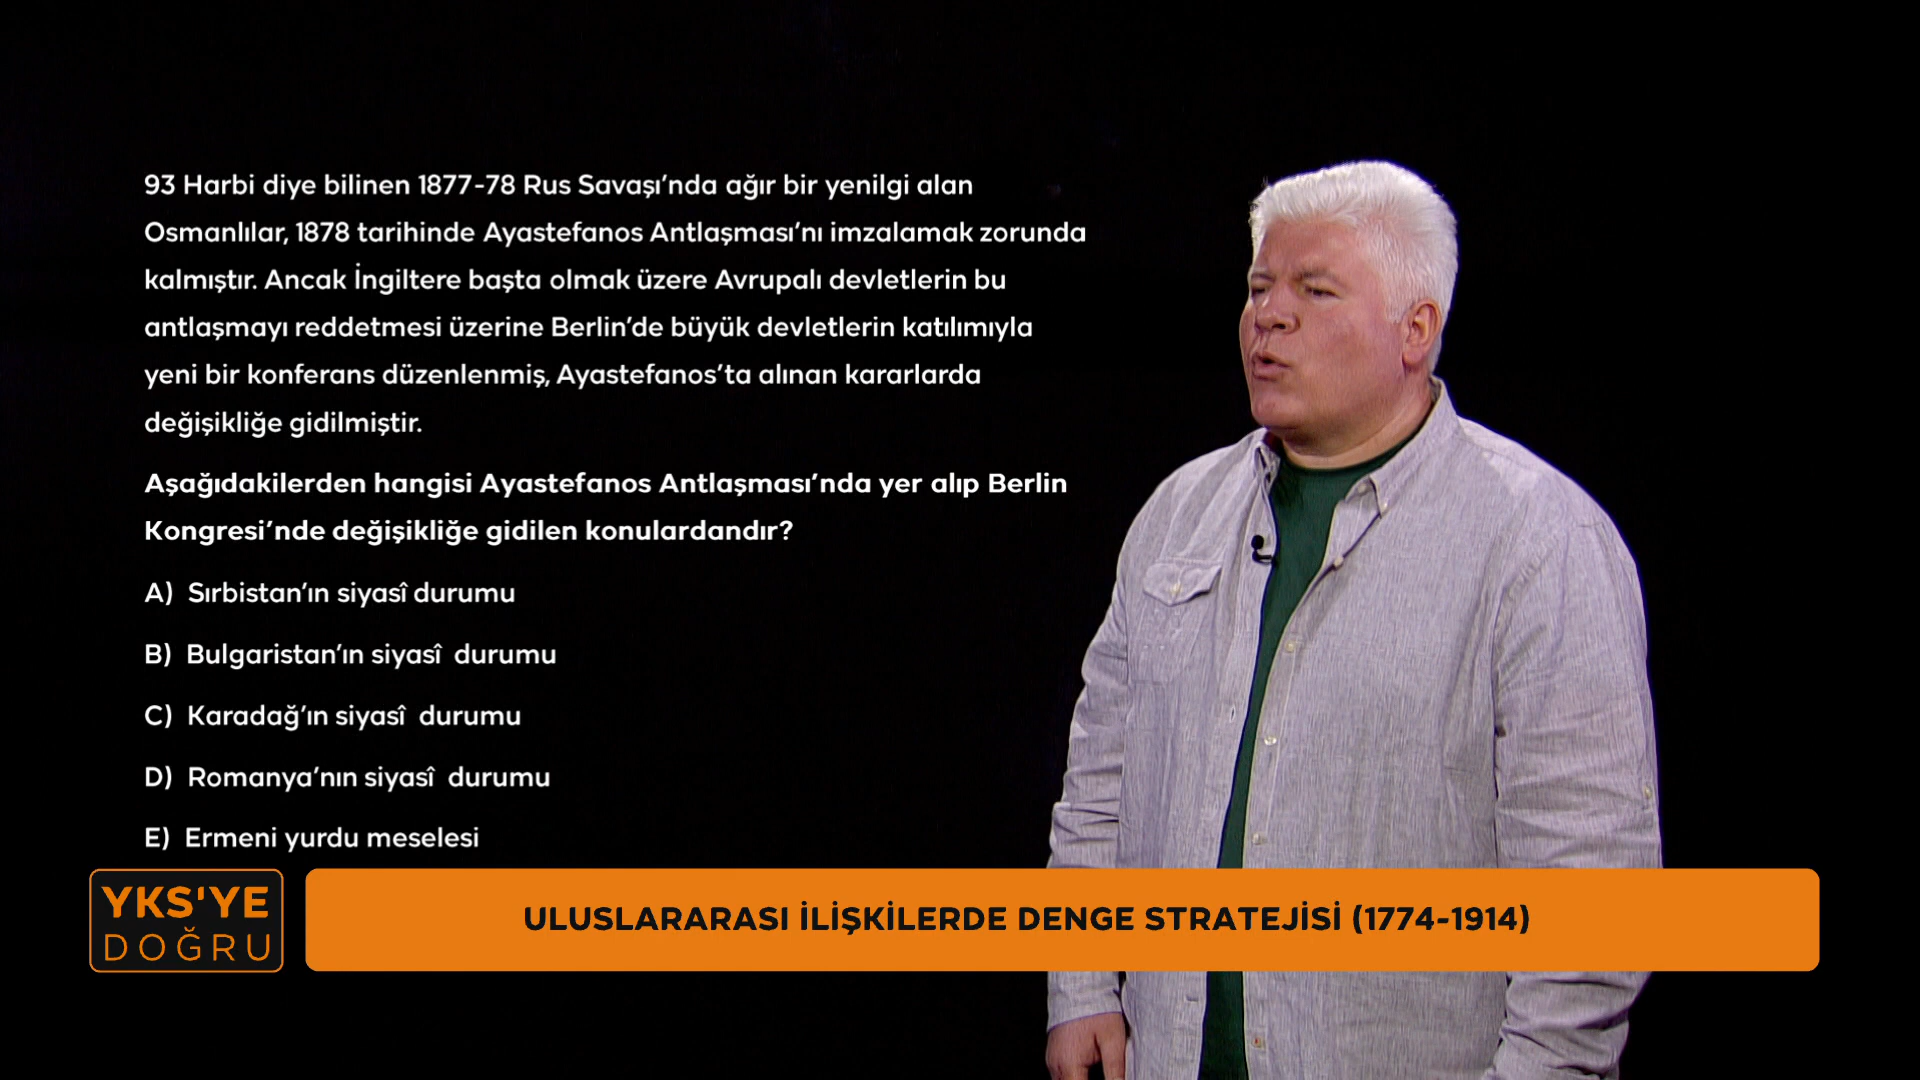 93 Harbi diye bilinen 1877-78 Rus Savaşı'nda ağır bir yenilgi alan
Osmanlılar, 1878 tarihinde Ayastefanos Antlaşması'nı imzalamak zorunda
kalmıştır. Ancak İngiltere başta olmak üzere Avrupalı devletlerin bu
antlaşmayı reddetmesi üzerine Berlin'de büyük devletlerin katılımıyla
yeni bir konferans düzenlenmiş, Ayastefanos'ta alınan kararlarda
değişikliğe gidilmiştir.
Aşağıdakilerden hangisi Ayastefanos Antlaşması'nda yer alıp Berlin
Kongresi'nde değişikliğe gidilen konulardandır?
A) Sırbistan'ın siyasî durumu
B) Bulgaristan'ın siyasî durumu
C) Karadağ'ın siyasî durumu
D) Romanya'nın siyasî durumu
E) Ermeni yurdu meselesi
YKS'YE
DOĞRU
ULUSLARARASI İLİŞKİLERDE DENGE STRATEJİSİ (1774-1914)